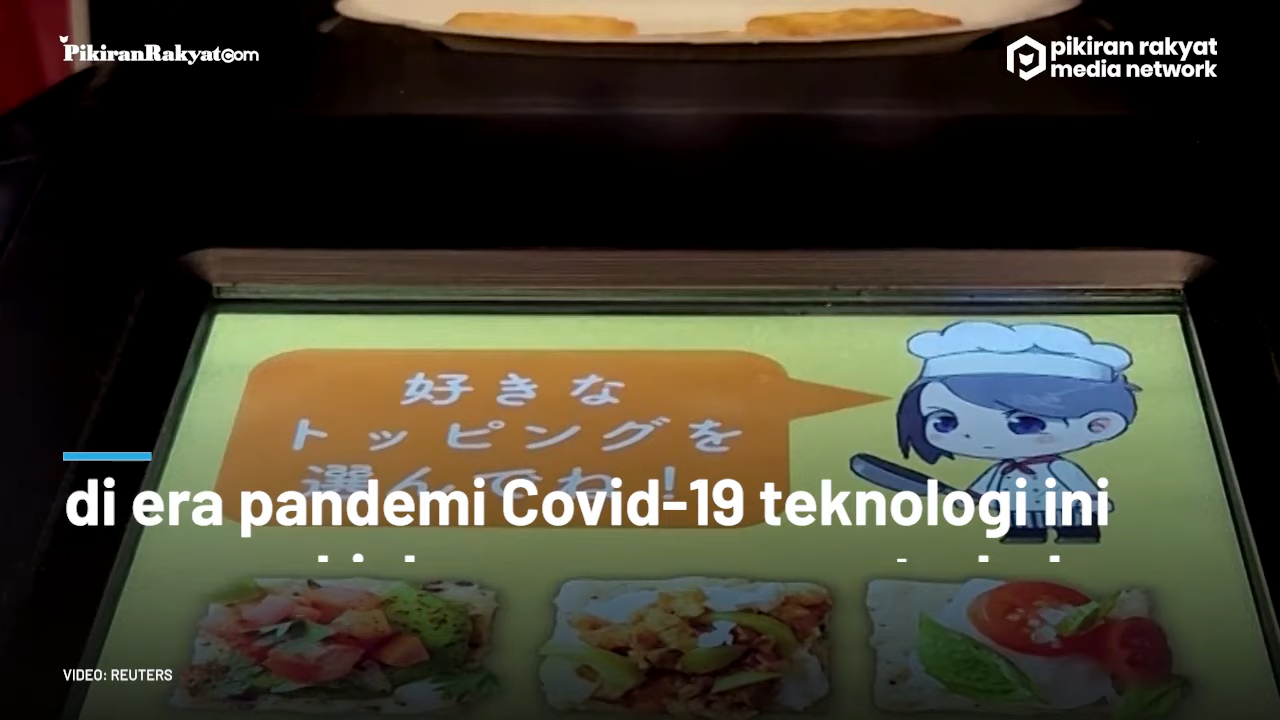 PikiranRakyat.com
pikiran rakyat
media network
好きな
トッピングを
選んでね!
di era pandemi Covid-19 teknologi ini
VIDEO: REUTERS